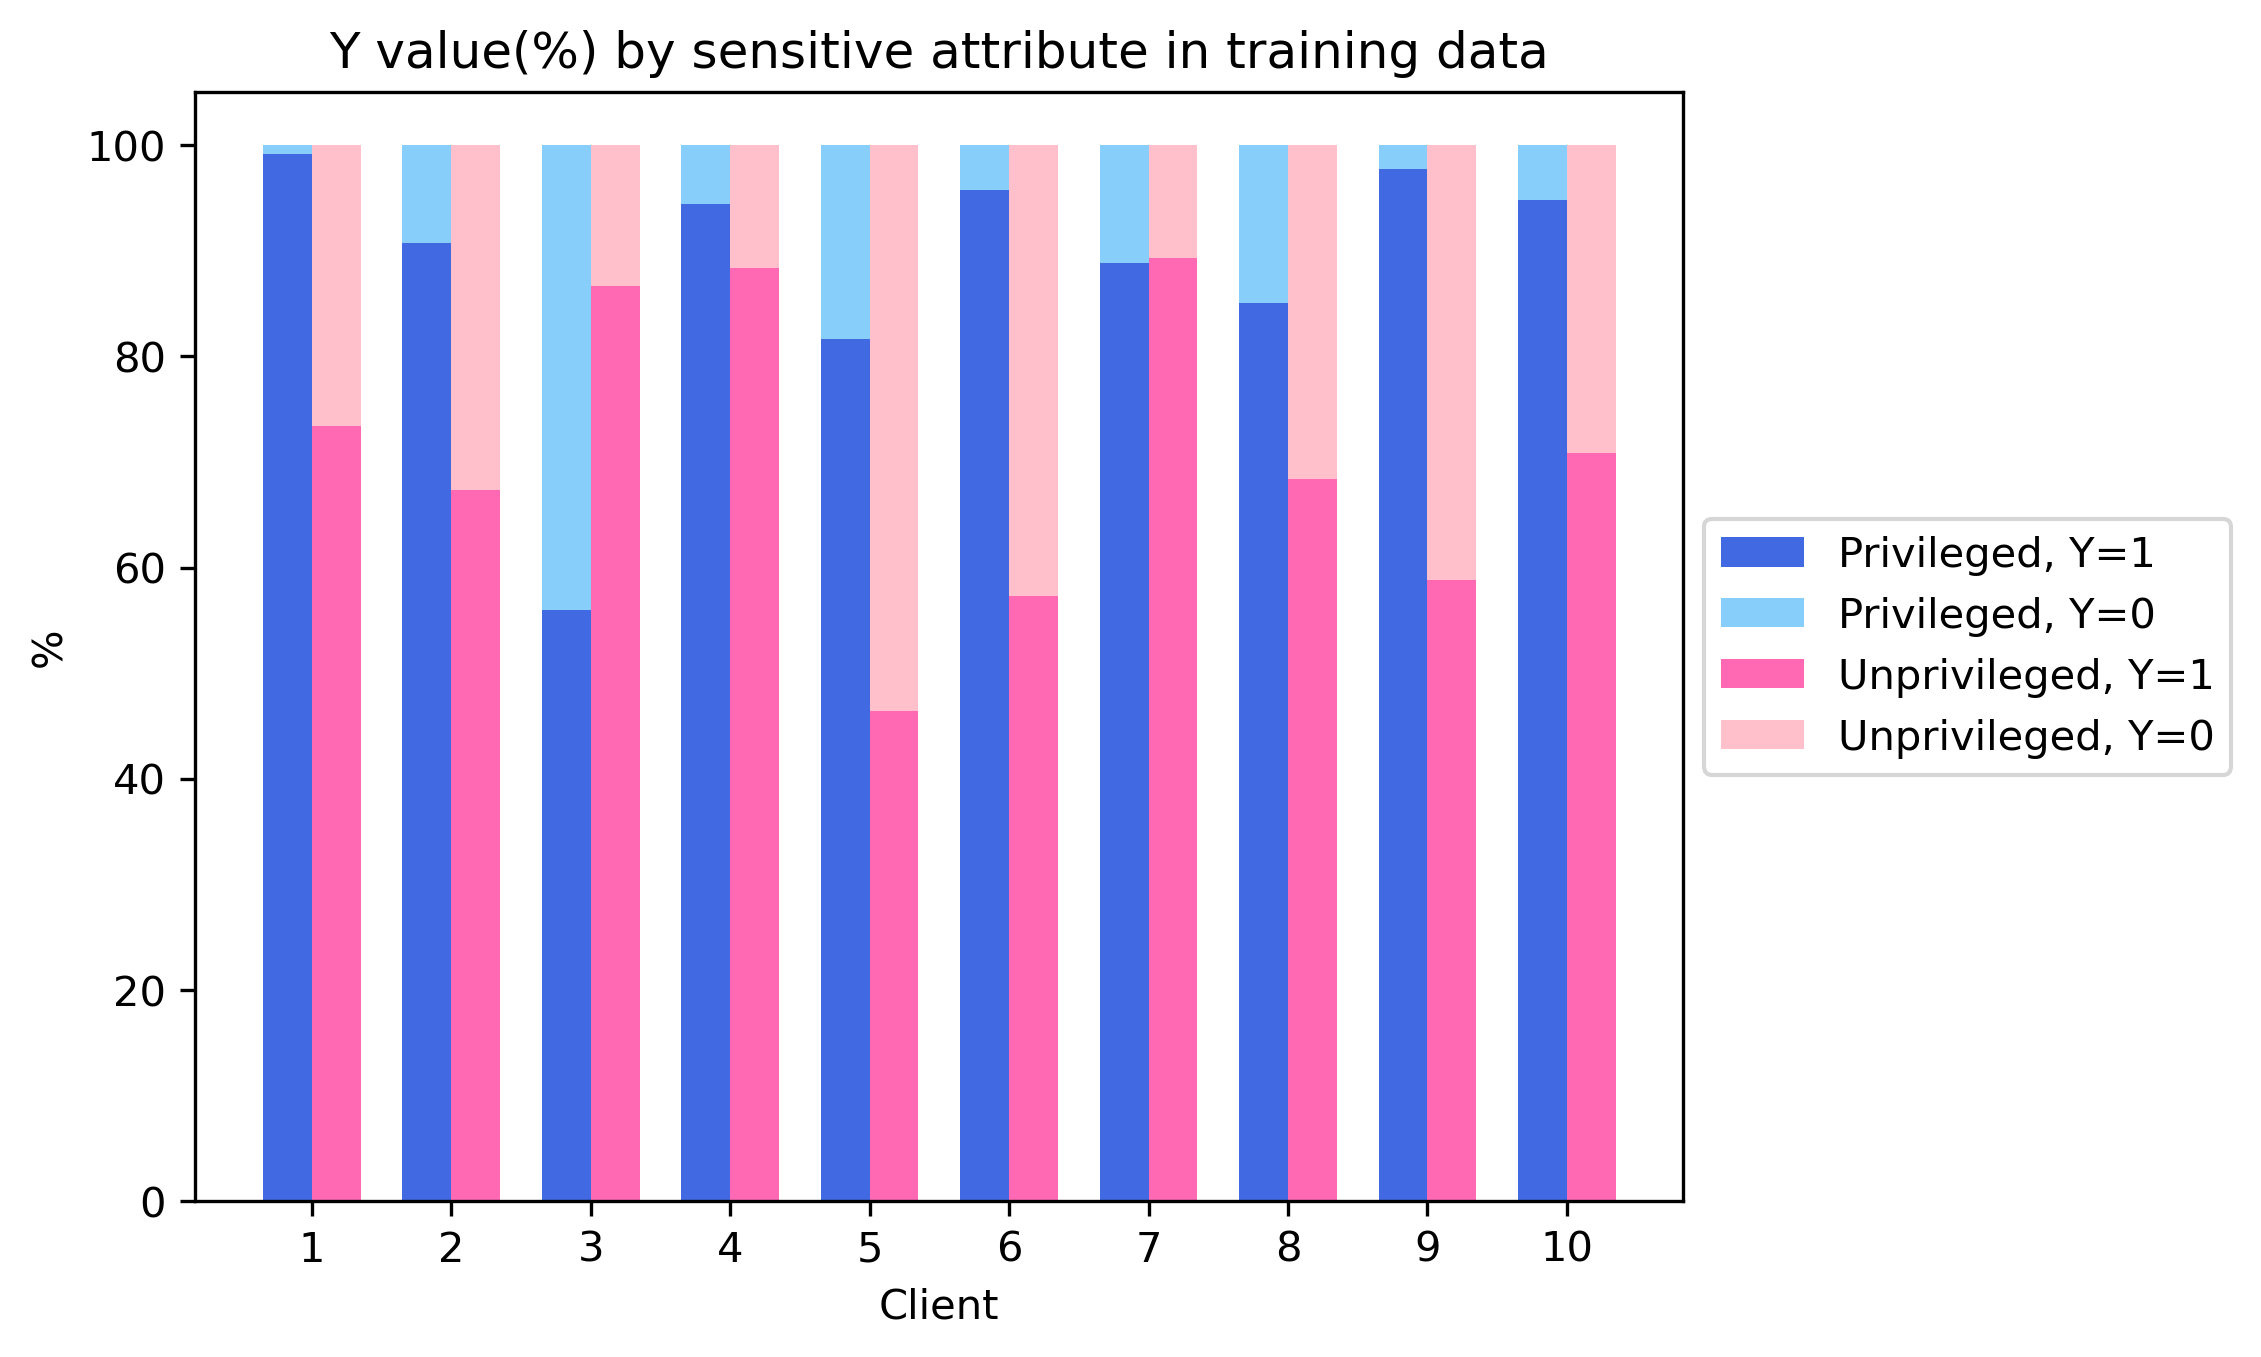 Y value(%) by sensitive attribute in training data
100
80
60
40
20
0
%
1 2 3 4 5 6 7 8 9 10
Client
Privileged, Y=1
Privileged, Y=0
Unprivileged, Y=1
Unprivileged, Y=0